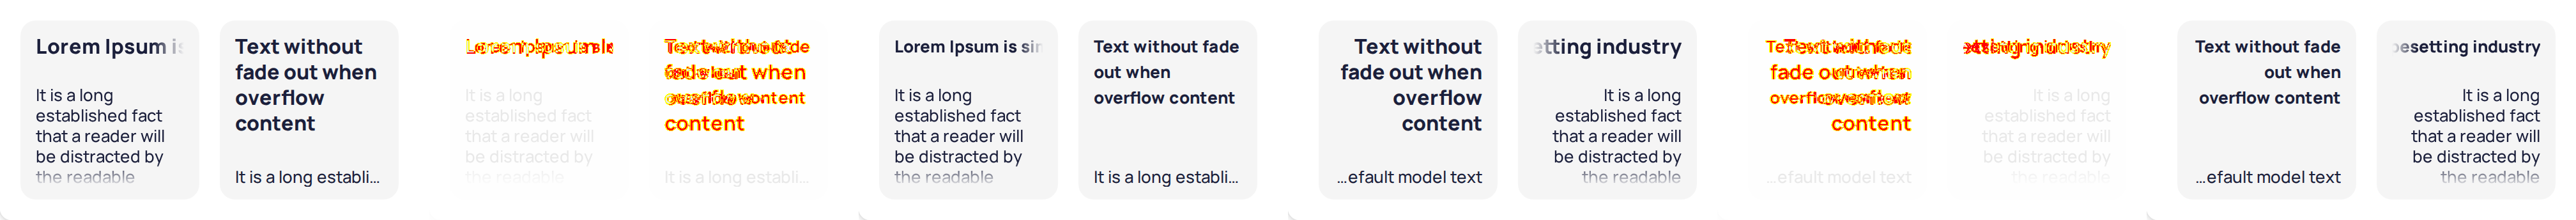 Lorem Ipsum is
It is a long
established fact
that a reader will
be distracted by
the readable
Text without
fade out when
overflow
content
It is a long establi...
It is a long
established fact
that a reader will
be distracted by
the readable
fade out when
content
It is a long establi...
Lorem Ipsum is sin
It is a long
established fact
that a reader will
be distracted by
the readable
Text without fade
out when
overflow content
It is a long establi...
Text without
fade out when
overflow
content
...efault model text
etting industry
It is a long
established fact
that a reader will
be distracted by
the readable
fade out when
content
...efault model text
It is a long
established fact
that a reader will
be distracted by
the readable
Text without fade
out when
overflow content
...efault model text
pesetting industry
It is a long
established fact
that a reader will
be distracted by
the readable